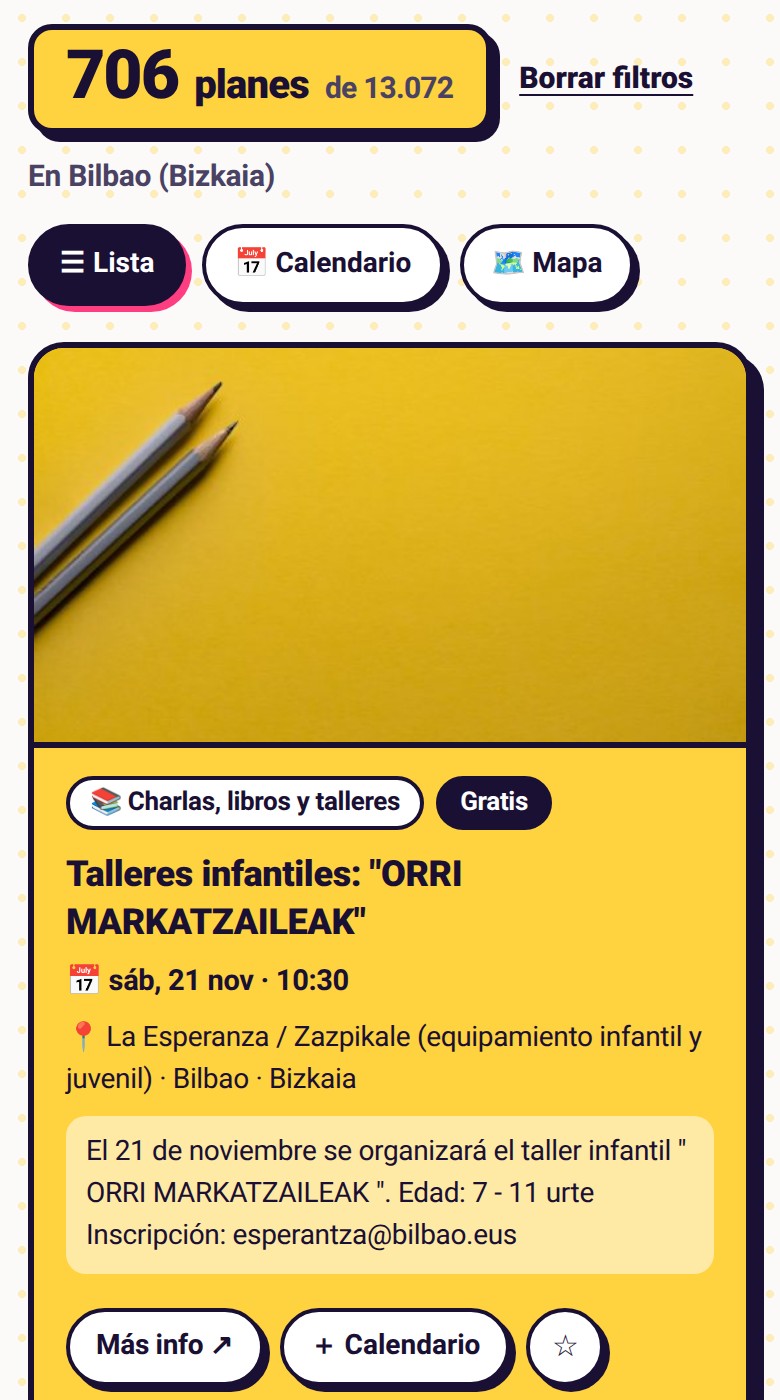 706 planes de 13.072
Borrar filtros
En Bilbao (Bizkaia)
☰ Lista
📅 Calendario
🗺️ Mapa
📚 Charlas, libros y talleres
Gratis
Talleres infantiles: "ORRI
MARKATZAILEAK"
📅 sáb, 21 nov · 10:30
📍 La Esperanza / Zazpikale (equipamiento infantil y
juvenil) · Bilbao · Bizkaia
El 21 de noviembre se organizará el taller infantil "
ORRI MARKATZAILEAK ". Edad: 7 - 11 urte
Inscripción: esperantza@bilbao.eus
Más info ↗
+ Calendario
☆